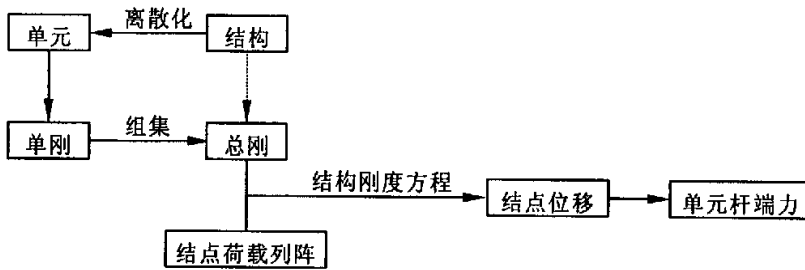 离散化
单元
结构
单刚
组集
总刚
结构刚度方程
结点位移
单元杆端力
结点荷载列阵